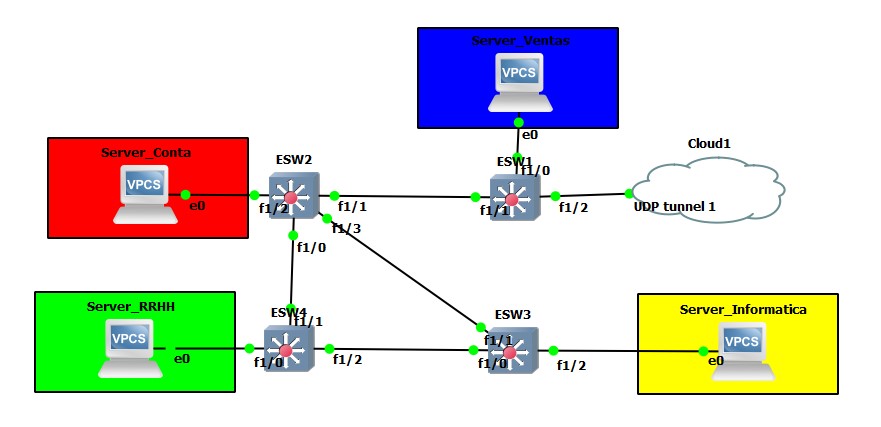 Server_Ventas
VPCS
e0
Cloud1
UDP tunnel 1
ESW1
f1/0
f1/1
f1/2
Server_Conta
VPCS
e0
ESW2
f1/2
f1/1
f1/3
f1/0
Server_RRHH
VPCS
e0
ESW4
f1/1
f1/0
f1/2
ESW3
f1/1
f1/0
f1/2
Server_Informatica
VPCS
e0